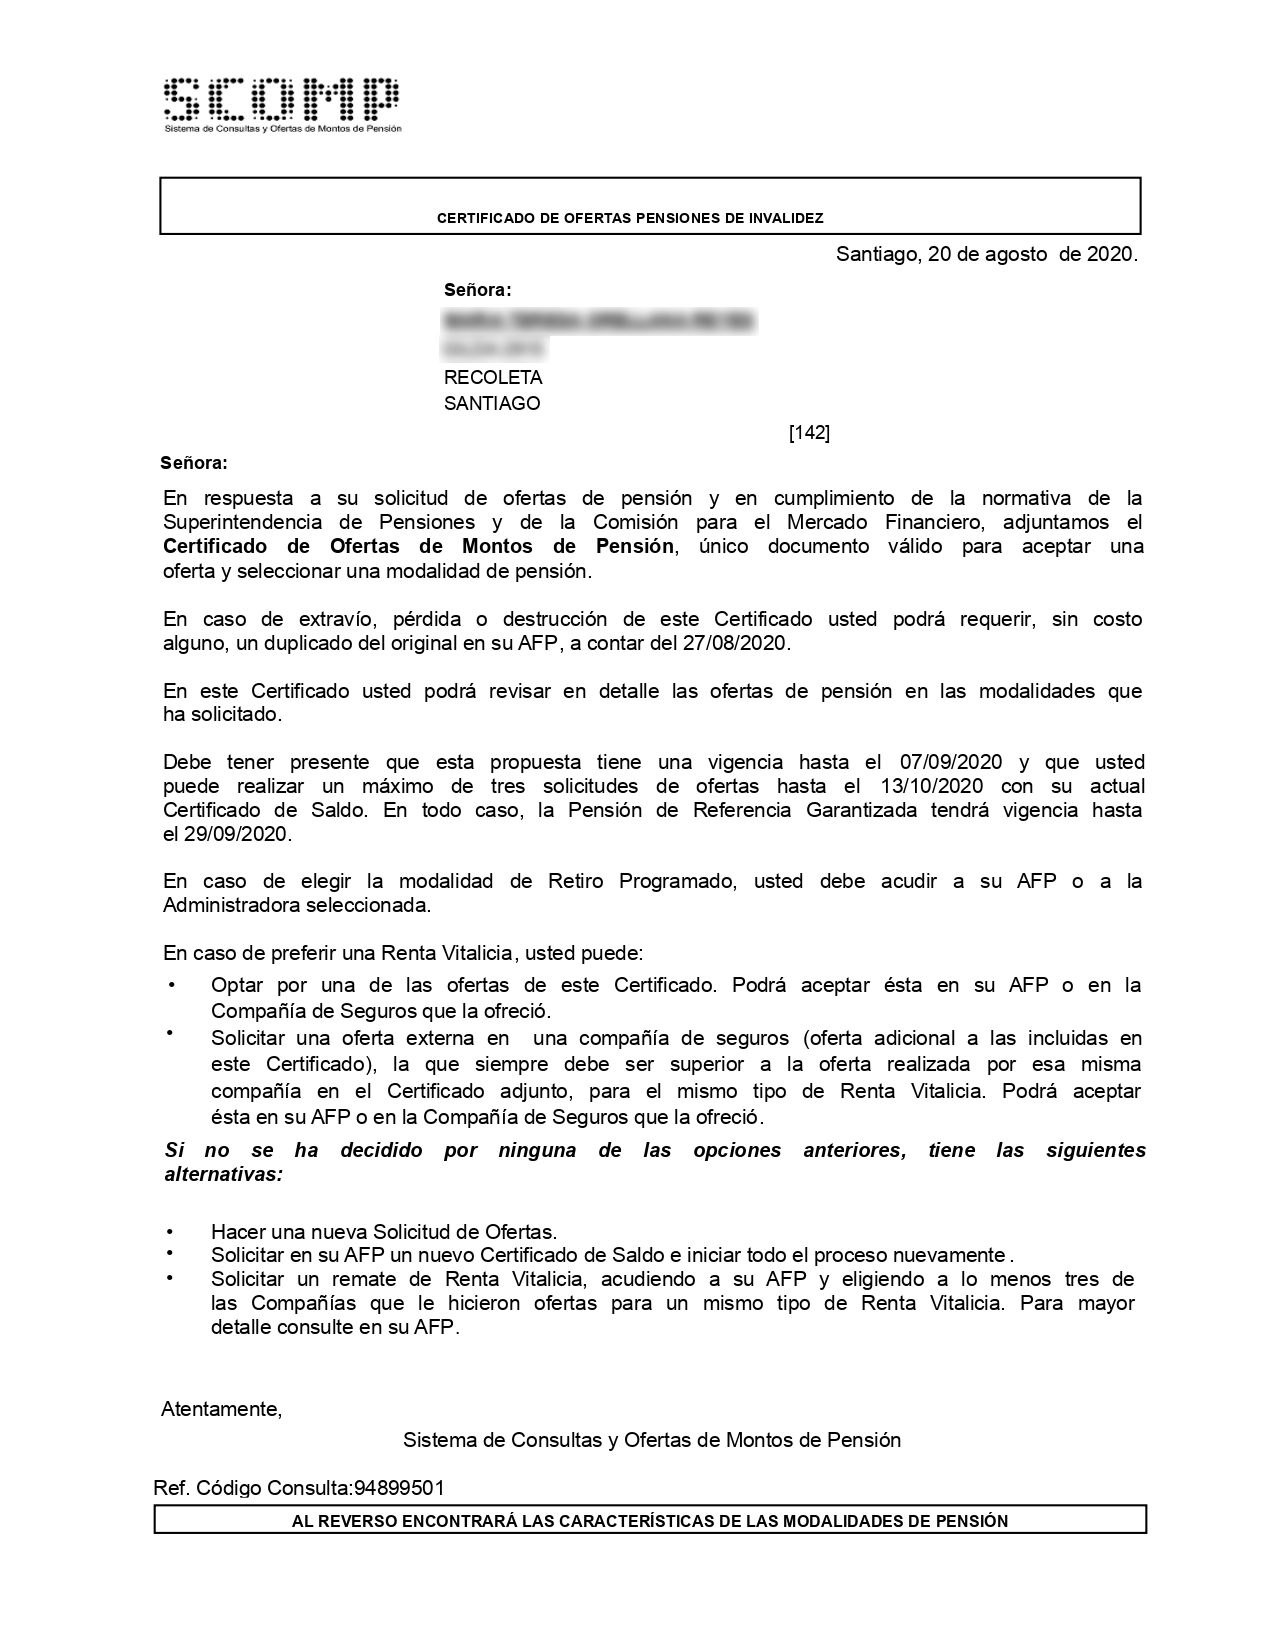 SCOMP
Sistema de Consultas y Ofertas de Montos de Pensión
CERTIFICADO DE OFERTAS PENSIONES DE INVALIDEZ
Santiago, 20 de agosto de 2020.
Señora:
RECOLETA
SANTIAGO
[142]
Señora:
En respuesta a su solicitud de ofertas de pensión y en cumplimiento de la normativa de la
Superintendencia de Pensiones y de la Comisión para el Mercado Financiero, adjuntamos el
Certificado de Ofertas de Montos de Pensión, único documento válido para aceptar una
oferta y seleccionar una modalidad de pensión.
En caso de extravío, pérdida o destrucción de este Certificado usted podrá requerir, sin costo
alguno, un duplicado del original en su AFP, a contar del 27/08/2020.
En este Certificado usted podrá revisar en detalle las ofertas de pensión en las modalidades que
ha solicitado.
Debe tener presente que esta propuesta tiene una vigencia hasta el 07/09/2020 y que usted
puede realizar un máximo de tres solicitudes de ofertas hasta el 13/10/2020 con su actual
Certificado de Saldo. En todo caso, la Pensión de Referencia Garantizada tendrá vigencia hasta
el 29/09/2020.
En caso de elegir la modalidad de Retiro Programado, usted debe acudir a su AFP o a la
Administradora seleccionada.
En caso de preferir una Renta Vitalicia, usted puede:
• Optar por una de las ofertas de este Certificado. Podrá aceptar ésta en su AFP o en la
Compañía de Seguros que la ofreció.
• Solicitar una oferta externa en una compañía de seguros (oferta adicional a las incluidas en
este Certificado), la que siempre debe ser superior a la oferta realizada por esa misma
compañía en el Certificado adjunto, para el mismo tipo de Renta Vitalicia. Podrá aceptar
ésta en su AFP o en la Compañía de Seguros que la ofreció.
Si no se ha decidido por ninguna de las opciones anteriores, tiene las siguientes
alternativas:
• Hacer una nueva Solicitud de Ofertas.
• Solicitar en su AFP un nuevo Certificado de Saldo e iniciar todo el proceso nuevamente.
• Solicitar un remate de Renta Vitalicia, acudiendo a su AFP y eligiendo a lo menos tres de
las Compañías que le hicieron ofertas para un mismo tipo de Renta Vitalicia. Para mayor
detalle consulte en su AFP.
Atentamente,
Sistema de Consultas y Ofertas de Montos de Pensión
Ref. Código Consulta:94899501
AL REVERSO ENCONTRARÁ LAS CARACTERÍSTICAS DE LAS MODALIDADES DE PENSIÓN